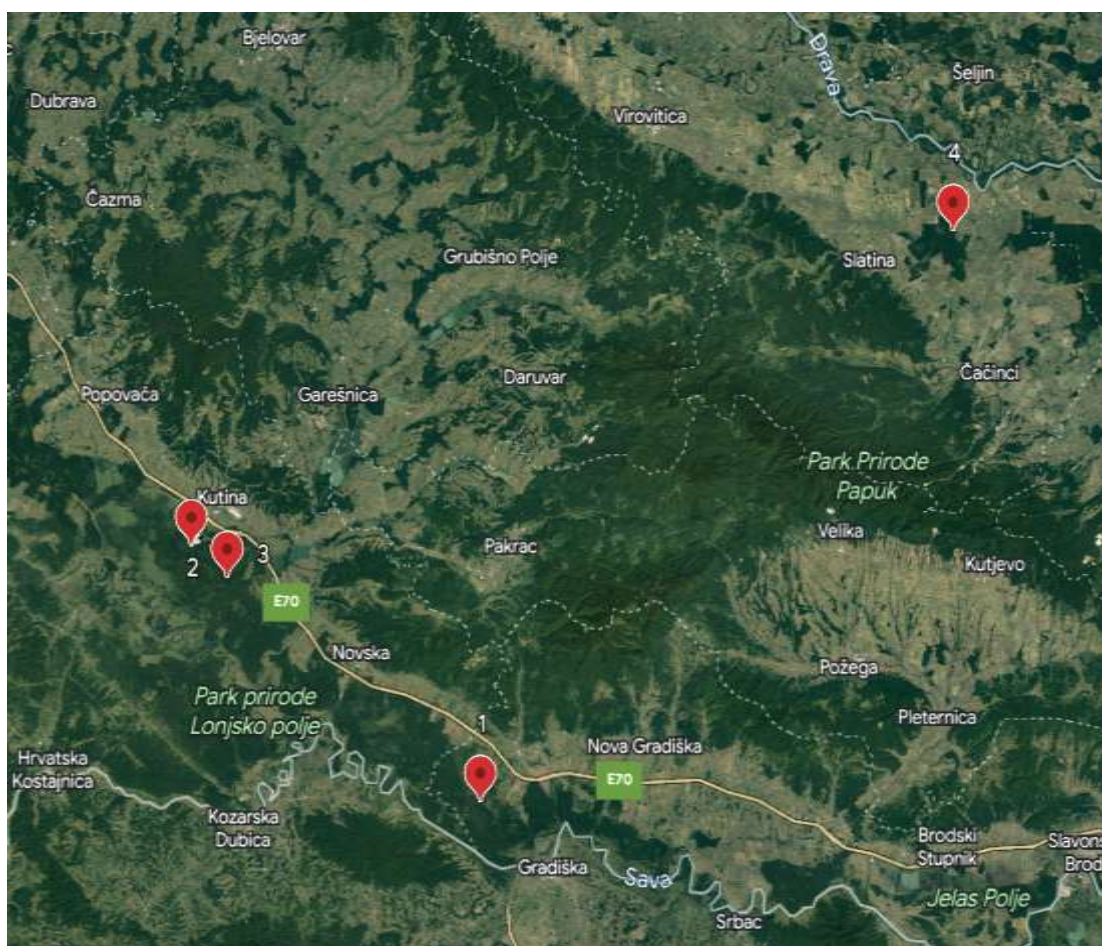 Bjelovar
Drava
Šeljin
Dubrava
Virovitica
4
Čazma
Grubišno Polje
Slatina
Daruvar
Čačinci
Popovača
Garešnica
Park Prirode
Papuk
Kutina
Velika
2
3
Pakrac
Kutjevo
E70
Novska
Požega
Park prirode
Lonjsko polje
Pleternica
1
Nova Gradiška
Hrvatska
Kostajnica
E70
Kozarska
Dubica
Brodski
Stupnik
Slavons
Brod
Gradiška
Sava
Srbac
Jelas Polje